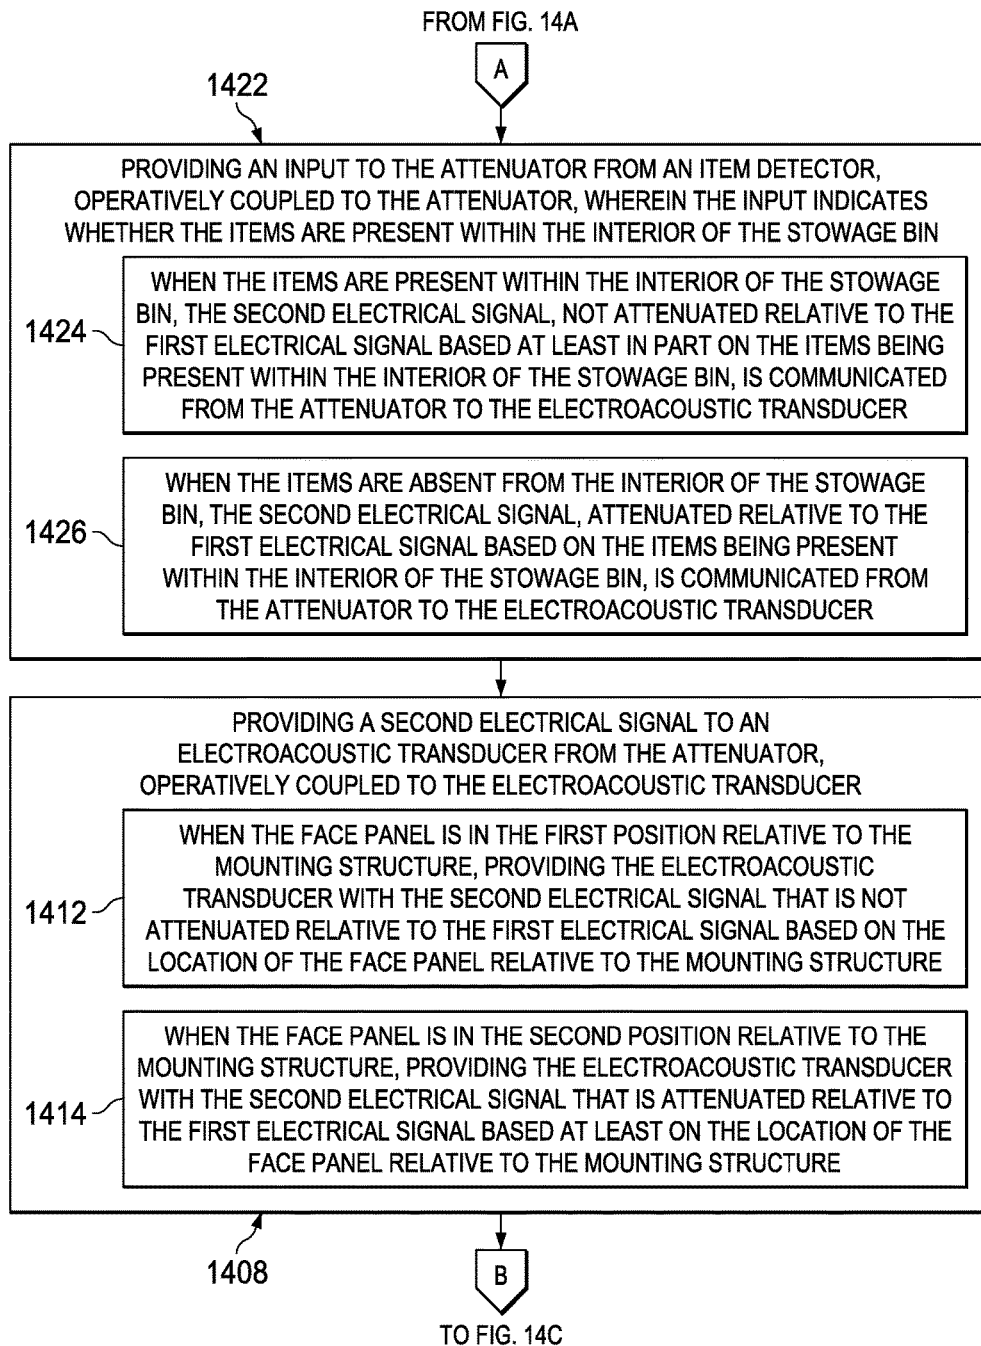 FROM FIG. 14A
A
1422
PROVIDING AN INPUT TO THE ATTENUATOR FROM AN ITEM DETECTOR,
OPERATIVELY COUPLED TO THE ATTENUATOR, WHEREIN THE INPUT INDICATES
WHETHER THE ITEMS ARE PRESENT WITHIN THE INTERIOR OF THE STOWAGE BIN
1424
WHEN THE ITEMS ARE PRESENT WITHIN THE INTERIOR OF THE STOWAGE
BIN, THE SECOND ELECTRICAL SIGNAL, NOT ATTENUATED RELATIVE TO THE
FIRST ELECTRICAL SIGNAL BASED AT LEAST IN PART ON THE ITEMS BEING
PRESENT WITHIN THE INTERIOR OF THE STOWAGE BIN, IS COMMUNICATED
FROM THE ATTENUATOR TO THE ELECTROACOUSTIC TRANSDUCER
1426
WHEN THE ITEMS ARE ABSENT FROM THE INTERIOR OF THE STOWAGE
BIN, THE SECOND ELECTRICAL SIGNAL, ATTENUATED RELATIVE TO THE
FIRST ELECTRICAL SIGNAL BASED ON THE ITEMS BEING PRESENT
WITHIN THE INTERIOR OF THE STOWAGE BIN, IS COMMUNICATED FROM
THE ATTENUATOR TO THE ELECTROACOUSTIC TRANSDUCER
PROVIDING A SECOND ELECTRICAL SIGNAL TO AN
ELECTROACOUSTIC TRANSDUCER FROM THE ATTENUATOR,
OPERATIVELY COUPLED TO THE ELECTROACOUSTIC TRANSDUCER
1412
WHEN THE FACE PANEL IS IN THE FIRST POSITION RELATIVE TO THE
MOUNTING STRUCTURE, PROVIDING THE ELECTROACOUSTIC
TRANSDUCER WITH THE SECOND ELECTRICAL SIGNAL THAT IS NOT
ATTENUATED RELATIVE TO THE FIRST ELECTRICAL SIGNAL BASED ON THE
LOCATION OF THE FACE PANEL RELATIVE TO THE MOUNTING STRUCTURE
1414
WHEN THE FACE PANEL IS IN THE SECOND POSITION RELATIVE TO THE
MOUNTING STRUCTURE, PROVIDING THE ELECTROACOUSTIC TRANSDUCER
WITH THE SECOND ELECTRICAL SIGNAL THAT IS ATTENUATED RELATIVE TO
THE FIRST ELECTRICAL SIGNAL BASED AT LEAST ON THE LOCATION OF THE
FACE PANEL RELATIVE TO THE MOUNTING STRUCTURE
1408
B
TO FIG. 14C